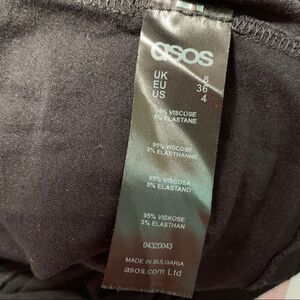 asos
UK 8
EU 36
US 4
95% VISCOSE
5% ELASTANE
95% VISCOSE
5% ELASTHANNE
95% VISCOSA
5% ELASTANO
95% VISKOSE
5% ELASTHAN
04320043
MADE IN BULGARIA
asos.com Ltd